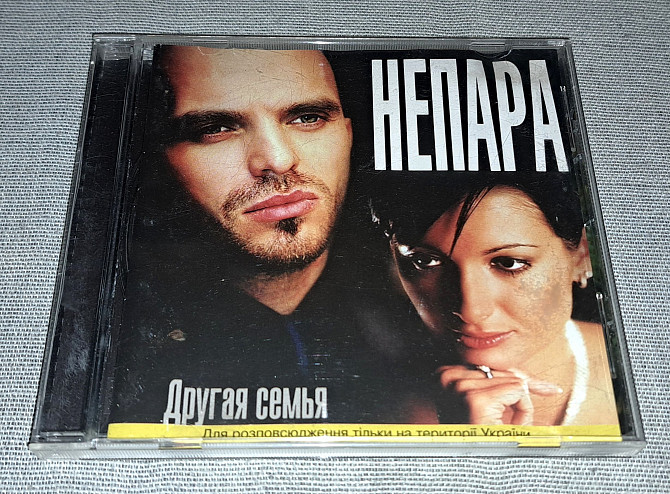 НЕПАРА
Другая семья
Для розповсюдження тільки на території України